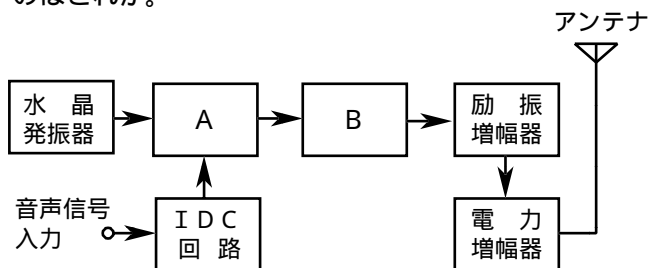 のはどれか。
アンテナ
水 晶
発振器
A
B
励 振
増幅器
音声信号
入力
ＩＤＣ
回 路
電 力
増幅器